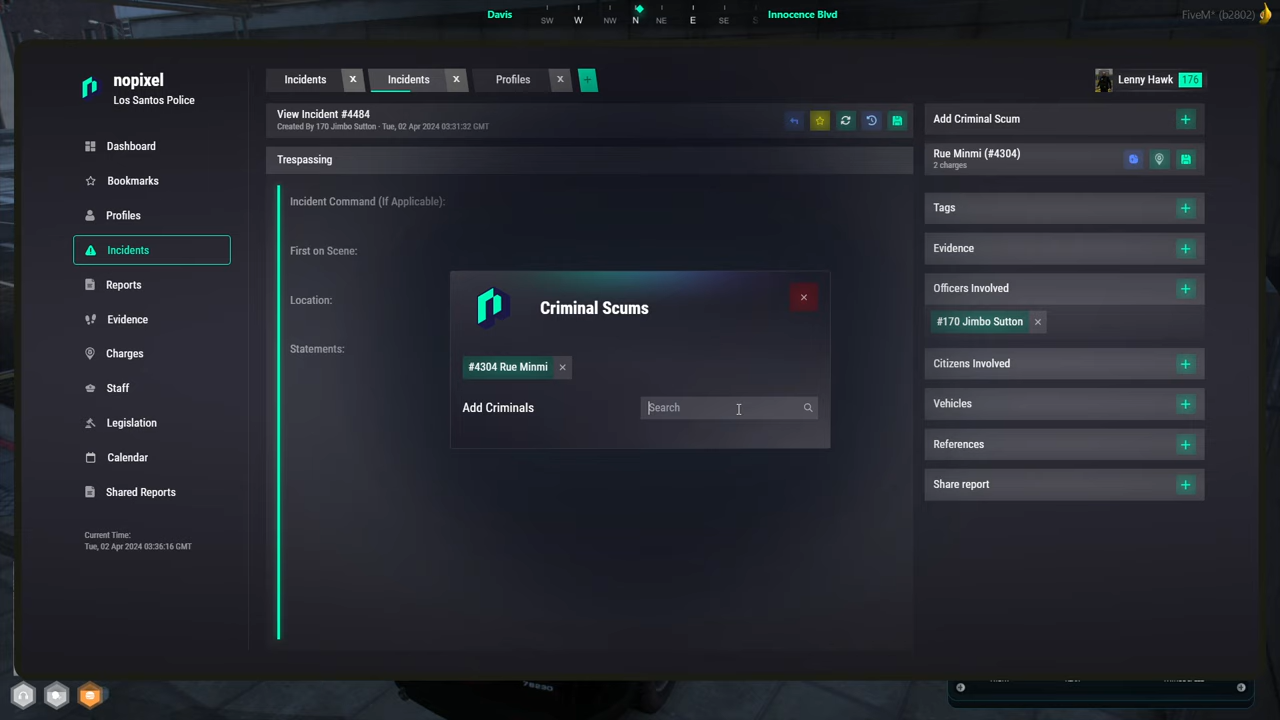 Davis
SW W NW N NE E SE S
Innocence Blvd
FiveM* (b2802)
nopixel
Los Santos Police
Dashboard
Bookmarks
Profiles
Incidents
Reports
Evidence
Charges
Staff
Legislation
Calendar
Shared Reports
Current Time:
Tue, 02 Apr 2024 03:36:16 GMT
Incidents x Incidents x Profiles x +
Lenny Hawk 176
View Incident #4484
Created By 170 Jimbo Sutton - Tue, 02 Apr 2024 03:31:32 GMT
Trespassing
Incident Command (If Applicable):
First on Scene:
Location:
Statements:
Criminal Scums ×
#4304 Rue Minmi ×
Add Criminals Search
Add Criminal Scum +
Rue Minmi (#4304)
2 charges
Tags +
Evidence +
Officers Involved +
#170 Jimbo Sutton ×
Citizens Involved +
Vehicles +
References +
Share report +